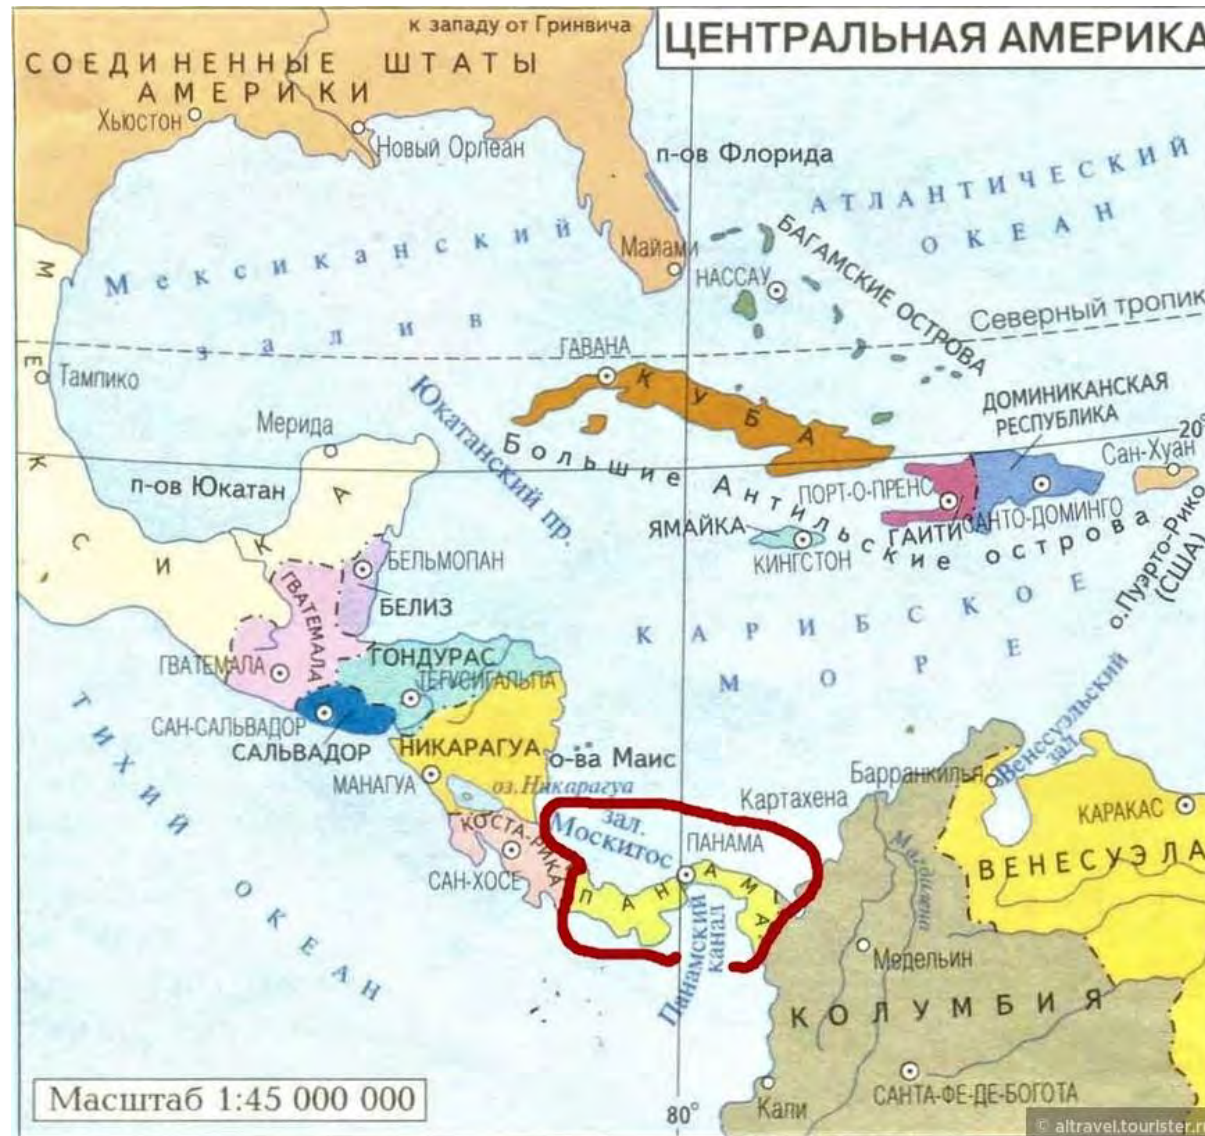 к западу от Гринвича
ЦЕНТРАЛЬНАЯ АМЕРИКА
СОЕДИНЕННЫЕ ШТАТЫ
АМЕРИКИ
Хьюстон
Новый Орлеан
п-ов Флорида
АТЛАНТИЧЕСКИЙ
ОКЕАН
Мексиканский
залив
Майами
НАССАУ
БАГАМСКИЕ ОСТРОВА
Северный тропик
МЕКСИКА
Тампико
ГАВАНА
КУБА
Юкатанский пр.
Мерида
п-ов Юкатан
Большие Антильские острова
ДОМИНИКАНСКАЯ
РЕСПУБЛИКА
20°
Сан-Хуан
ПОРТ-О-ПРЕНС
ГАИТИ
САНТО-ДОМИНГО
ЯМАЙКА
КИНГСТОН
о.Пуэрто-Рико
(США)
БЕЛЬМОПАН
БЕЛИЗ
ГВАТЕМАЛА
ГВАТЕМАЛА
ГОНДУРАС
ТЕГУСИГАЛЬПА
КАРИБСКОЕ
МОРЕ
САН-САЛЬВАДОР
САЛЬВАДОР
НИКАРАГУА
МАНАГУА
о-ва Маис
оз.Никарагуа
ТИХИЙ
ОКЕАН
Венесуэльский
зал.
Барранкилья
Картахена
КАРАКАС
ВЕНЕСУЭЛА
КОСТА-РИКА
САН-ХОСЕ
зал.
Москитос
ПАНАМА
ПАНАМА
Панамский
канал
Магдалена
Медельин
КОЛУМБИЯ
САНТА-ФЕ-ДЕ-БОГОТА
Кали
80°
Масштаб 1:45 000 000
© altravel.tourister.r